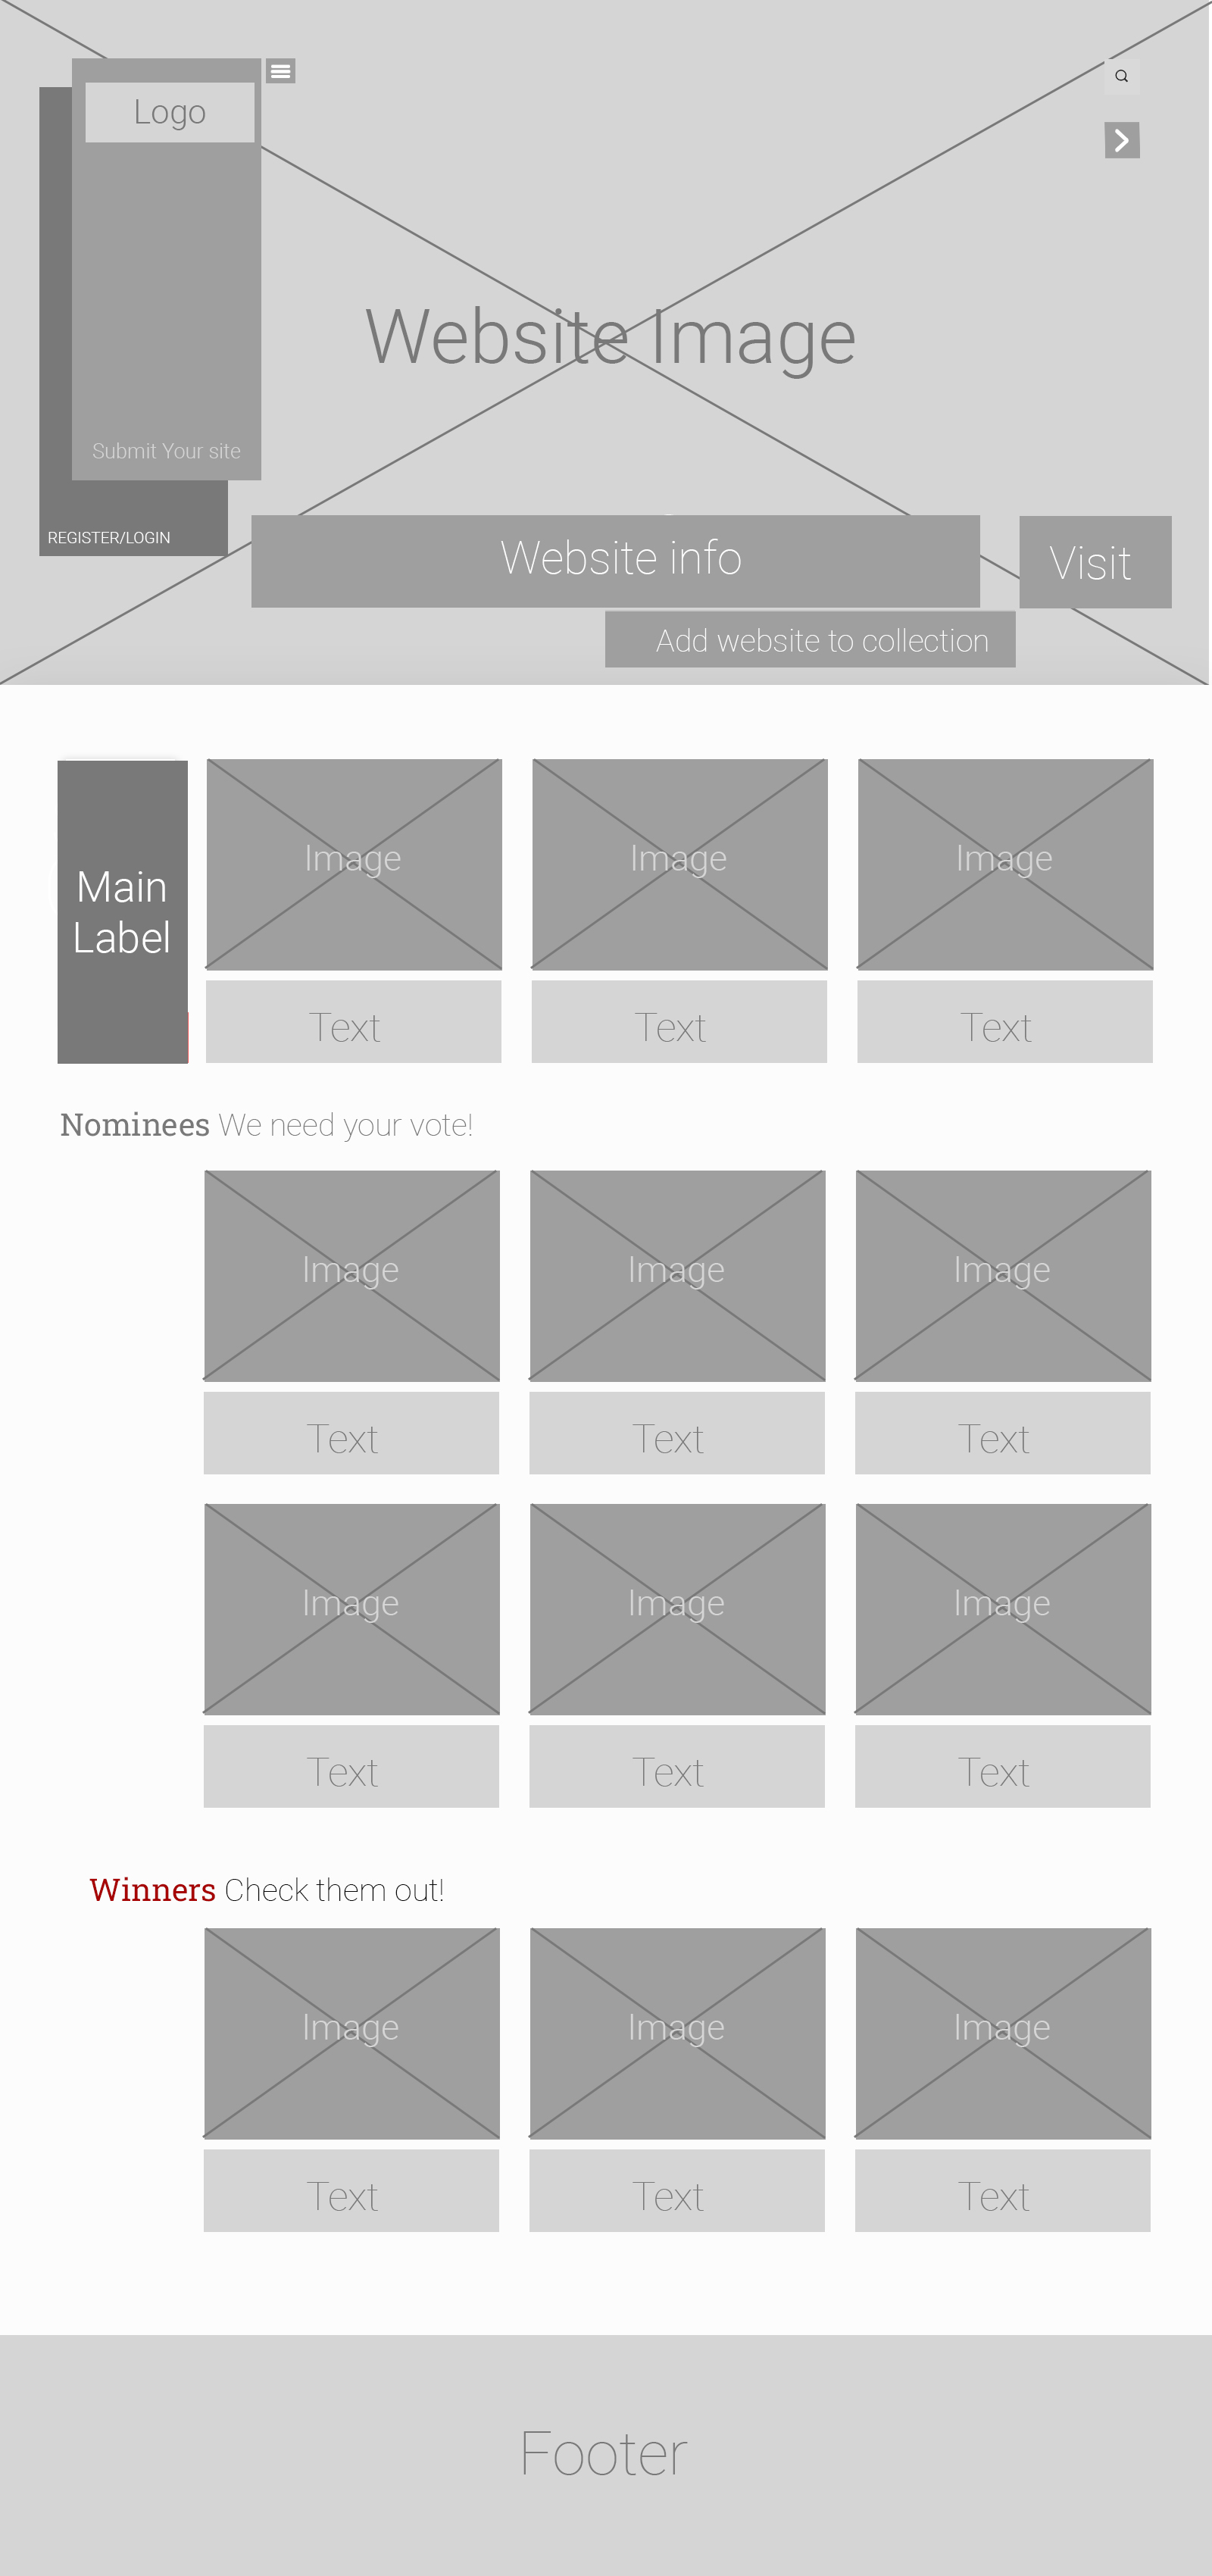 Logo
Website Image
Submit Your site
REGISTER/LOGIN
Website info
Visit
Add website to collection
Main
Label
Image
Image
Image
Text
Text
Text
Nominees We need your vote!
Image
Image
Image
Text
Text
Text
Image
Image
Image
Text
Text
Text
Winners Check them out!
Image
Image
Image
Text
Text
Text
Footer